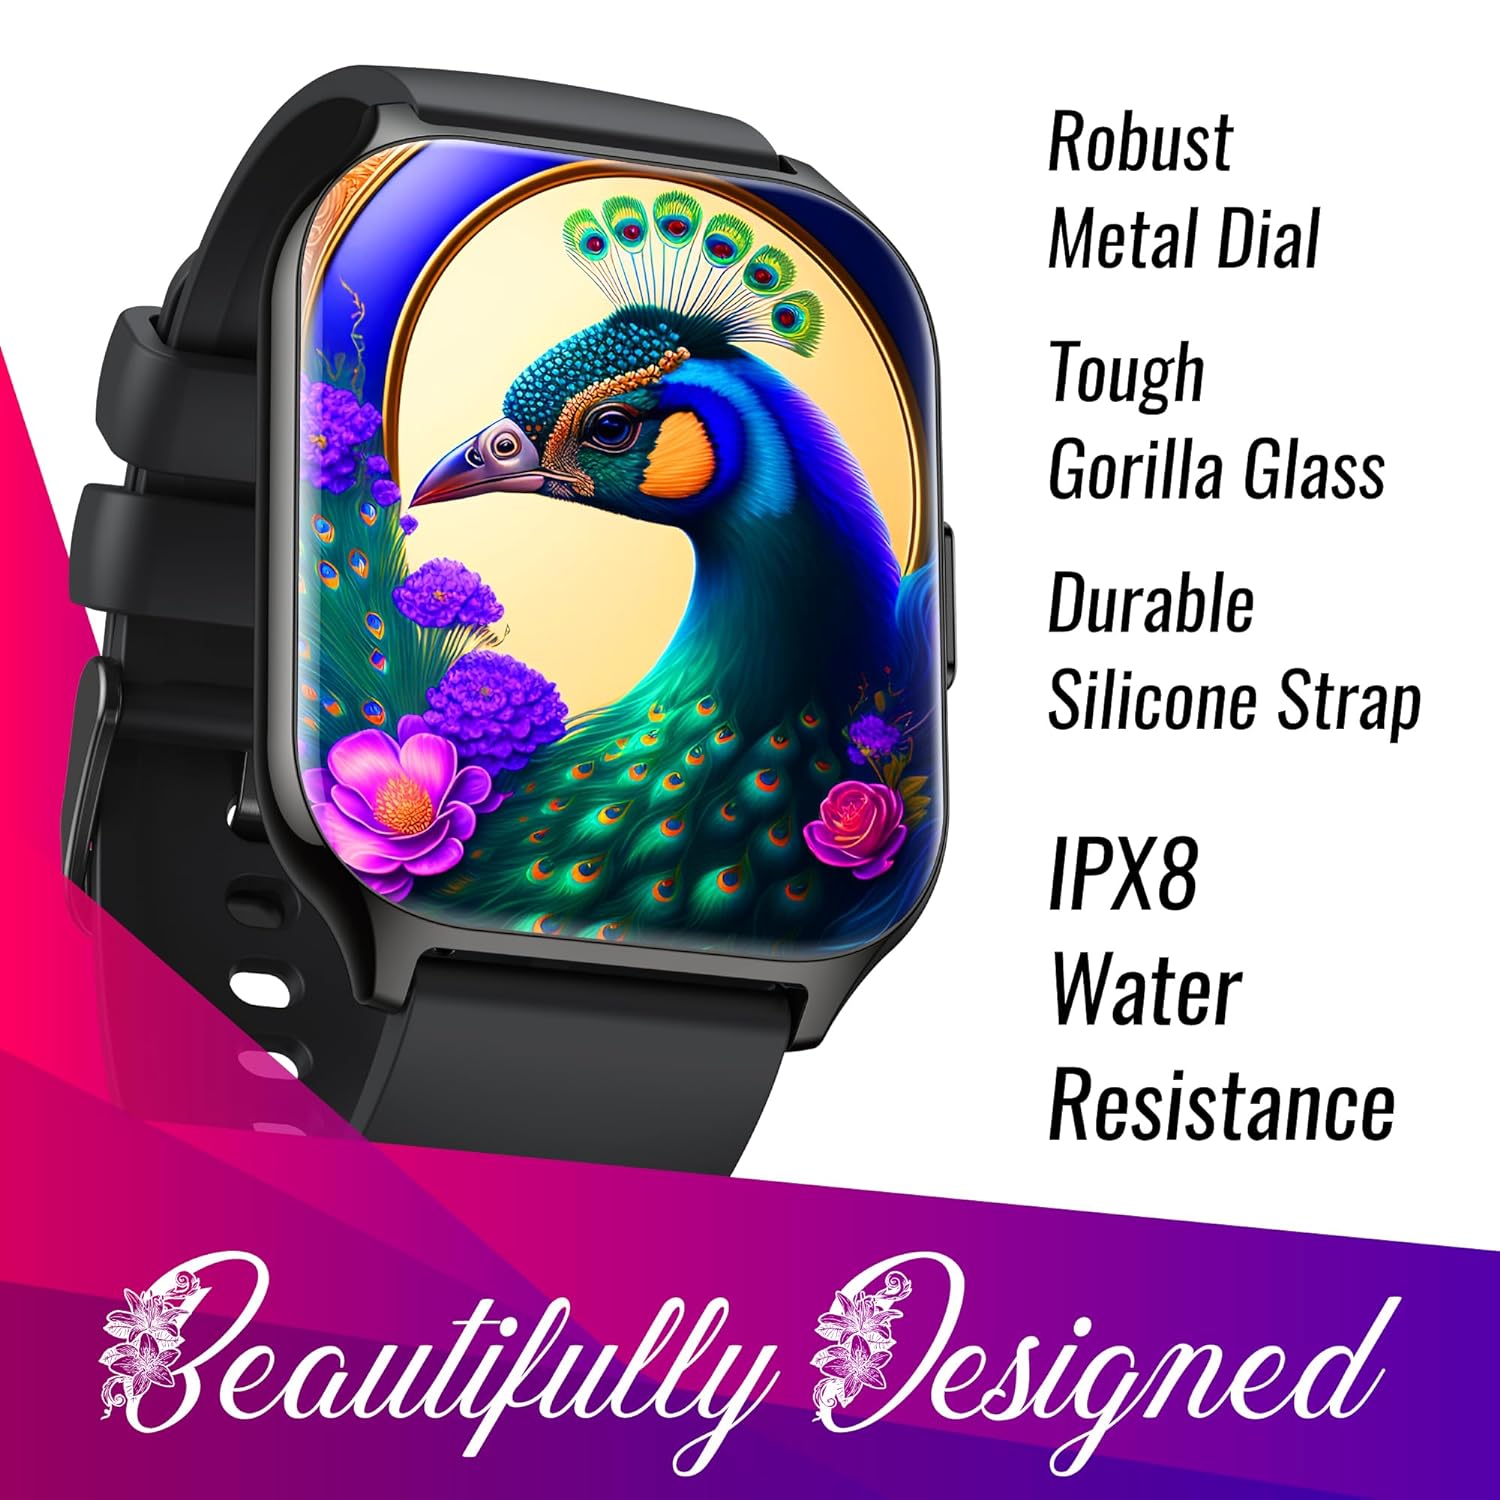 Robust
Metal Dial
Tough
Gorilla Glass
Durable
Silicone Strap
IPX8
Water
Resistance
Beautifully Designed